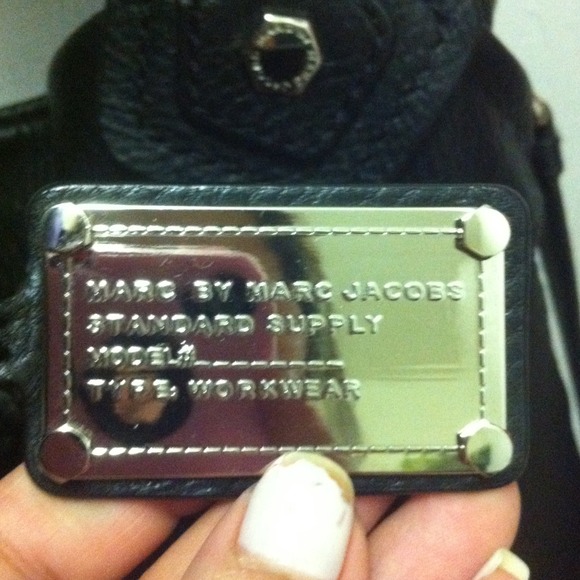 MARC BY MARC JACOBS
STANDARD SUPPLY
MODEL#_ _ _ _ _ _ _
TYPE: WORKWEAR